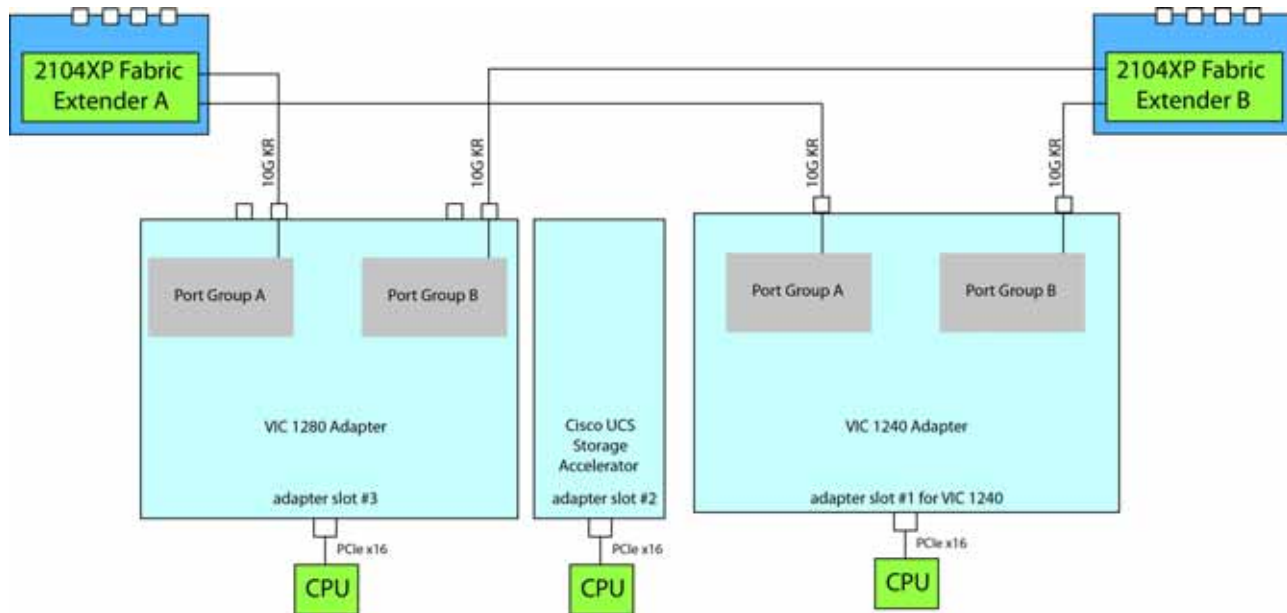 2104XP Fabric
Extender A
2104XP Fabric
Extender B
10G KR
10G KR
10G KR
10G KR
Port Group A
Port Group B
Port Group A
Port Group B
VIC 1280 Adapter
Cisco UCS
Storage
Accelerator
VIC 1240 Adapter
adapter slot #3
adapter slot #2
adapter slot #1 for VIC 1240
PCIe x16
PCIe x16
PCIe x16
CPU
CPU
CPU